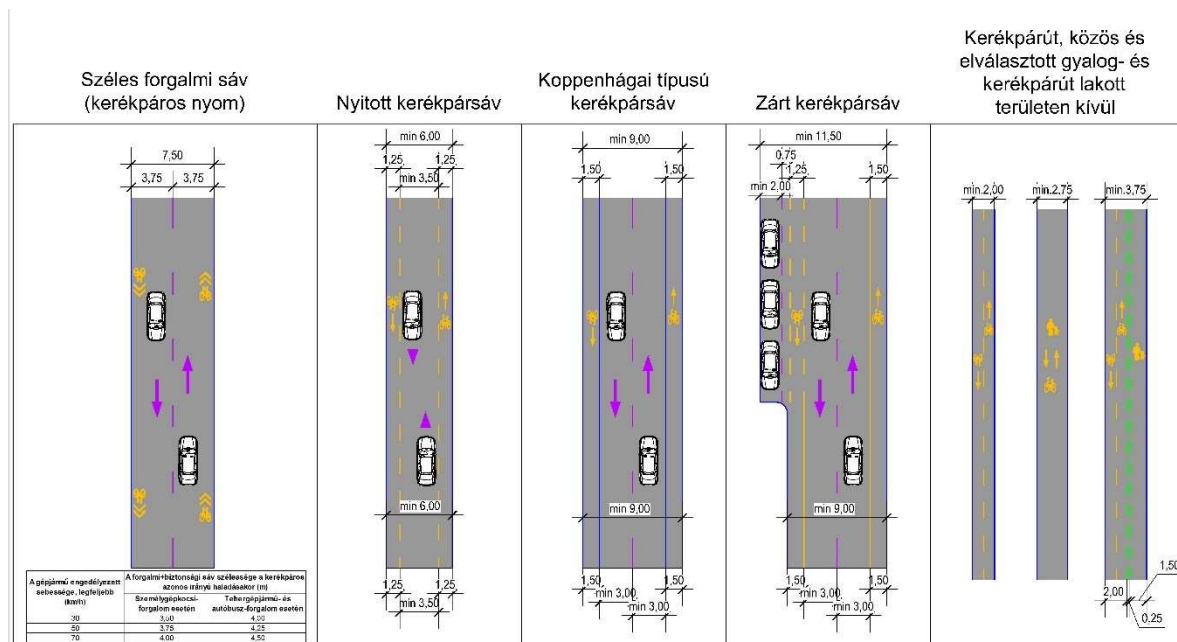 Széles forgalmi sáv
(kerékpáros nyom)
Nyitott kerékpársáv
Koppenhágai típusú
kerékpársáv
Zárt kerékpársáv
Kerékpárút, közös és
elválasztott gyalog- és
kerékpárút lakott
területen kívül
7,50
3,75 3,75
min 6,00
1,25 1,25
min 3,50
min 6,00
1,25 1,25
min 3,50
min 9,00
1,50 1,50
min 9,00
1,50 1,50
min 3,00
min 3,00
min 11,50
0,75
1,25 1,50
min 2,00
min 9,00
1,50 1,50
min 3,00
min 3,00
min.2,00
min.2,75
min.3,75
1,50
2,00
0,25
A gépjármű engedélyezett
sebessége, legfeljebb
(km/h)
A forgalmi+biztonsági sáv szélessége a kerékpáros
azonos irányú haladásakor (m)
Személygépkocsi-
forgalom esetén
Tehergépjármű- és
autóbusz-forgalom esetén
30 3,50 4,00
50 3,75 4,25
70 4,00 4,50